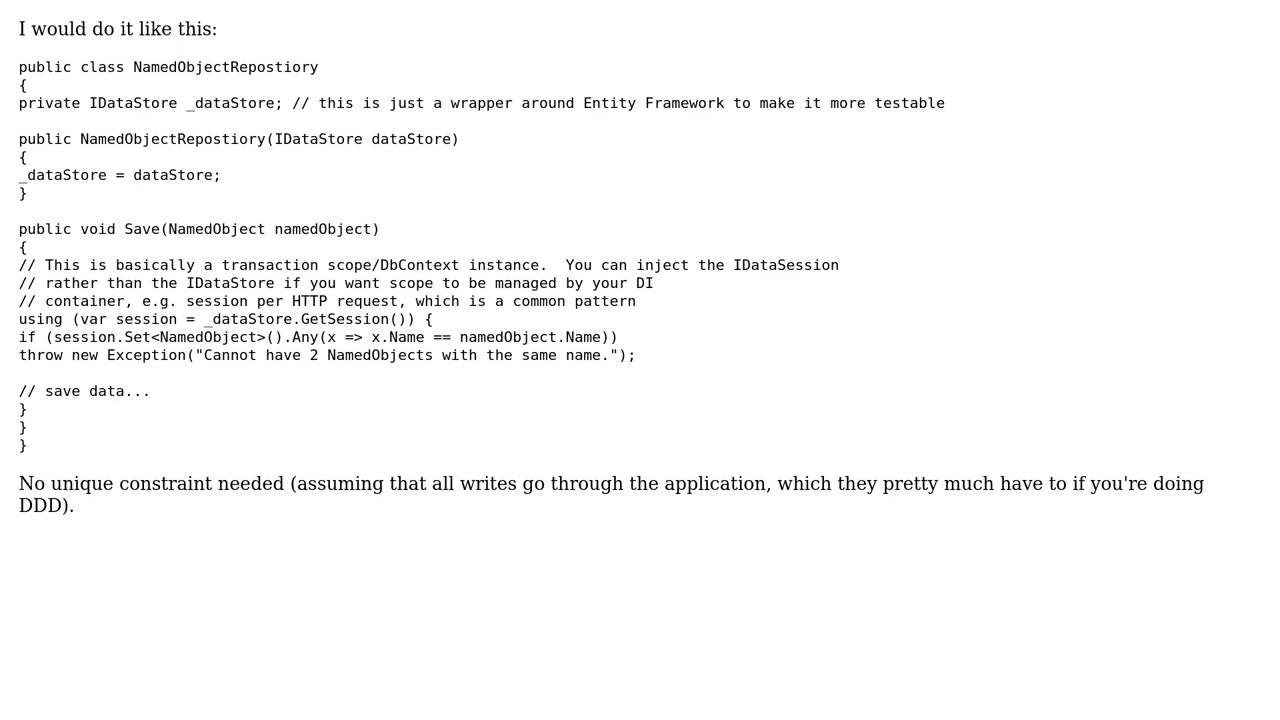 I would do it like this:
public class NamedObjectRepostiory
{
private IDataStore _dataStore; // this is just a wrapper around Entity Framework to make it more testable
public NamedObjectRepostiory(IDataStore dataStore)
{
_dataStore = dataStore;
}
public void Save(NamedObject namedObject)
{
// This is basically a transaction scope/DbContext instance.  You can inject the IDataSession
// rather than the IDataStore if you want scope to be managed by your DI
// container, e.g. session per HTTP request, which is a common pattern
using (var session = _dataStore.GetSession()) {
if (session.Set<NamedObject>().Any(x => x.Name == namedObject.Name))
throw new Exception("Cannot have 2 NamedObjects with the same name.");
// save data...
}
}
}
No unique constraint needed (assuming that all writes go through the application, which they pretty much have to if you're doing
DDD).